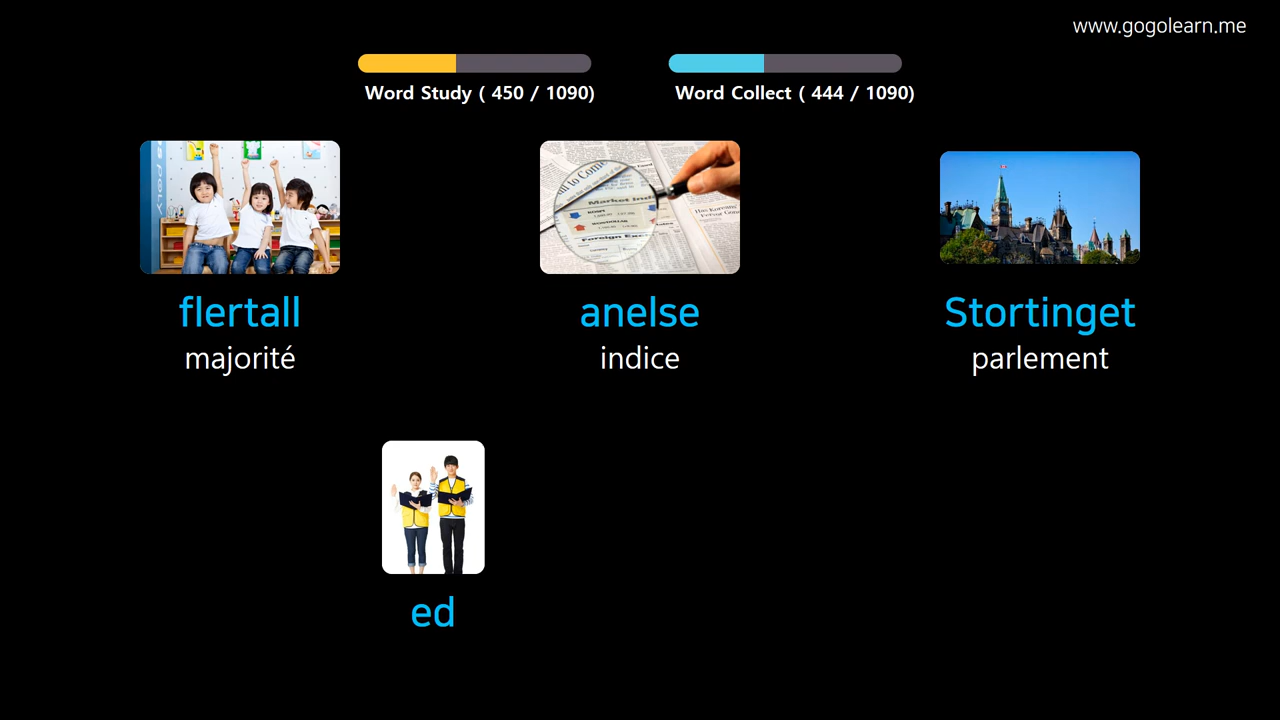 www.gogolearn.me
Word Study ( 450 / 1090)
Word Collect ( 444 / 1090)
flertall
anelse
Stortinget
majorité
indice
parlement
ed